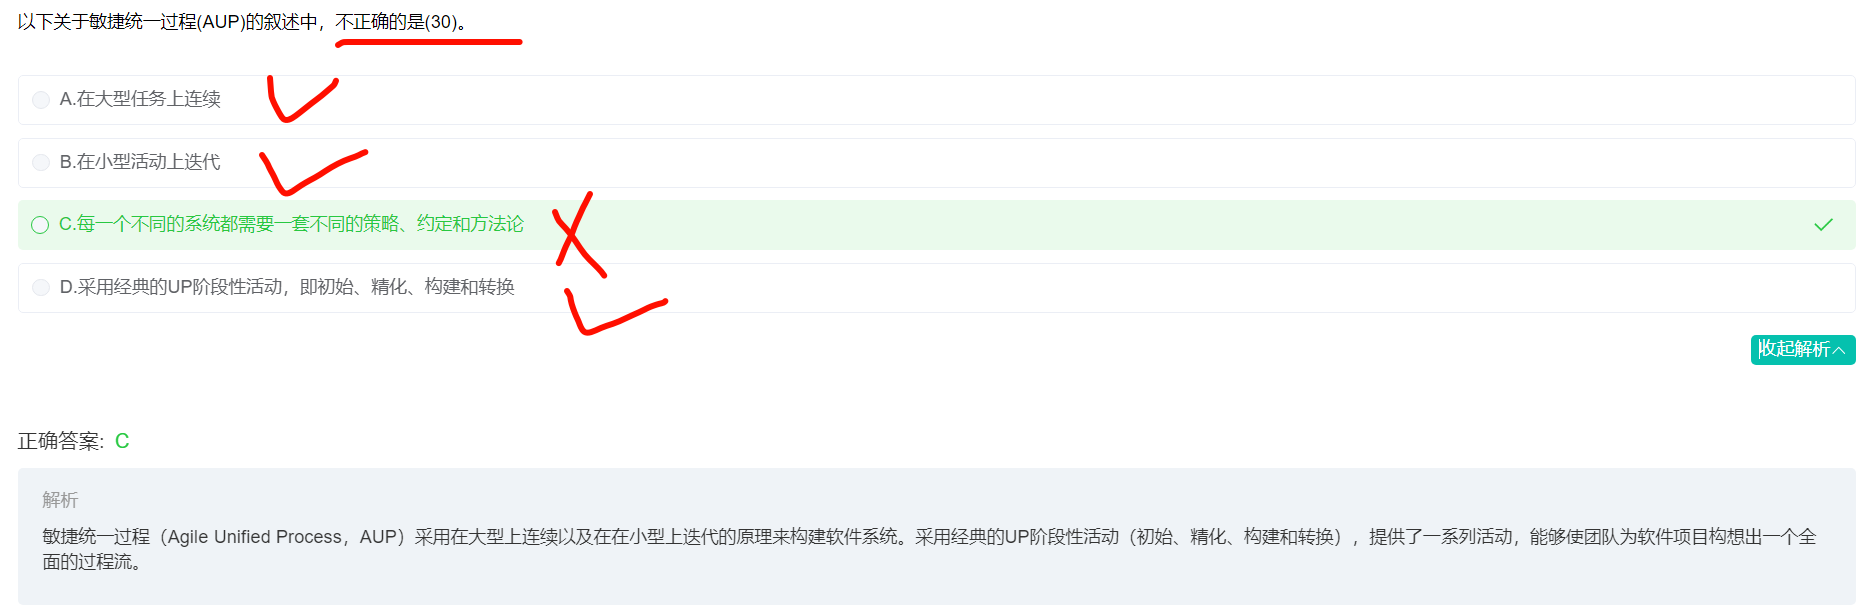 以下关于敏捷统一过程(AUP)的叙述中，不正确的是(30)。
A.在大型任务上连续
B.在小型活动上迭代
C.每一个不同的系统都需要一套不同的策略、约定和方法论
D.采用经典的UP阶段性活动，即初始、精化、构建和转换
收起解析
正确答案: C
解析
敏捷统一过程（Agile Unified Process，AUP）采用在大型上连续以及在在小型上迭代的原理来构建软件系统。采用经典的UP阶段性活动（初始、精化、构建和转换），提供了一系列活动，能够使团队为软件项目构想出一个全
面的过程流。